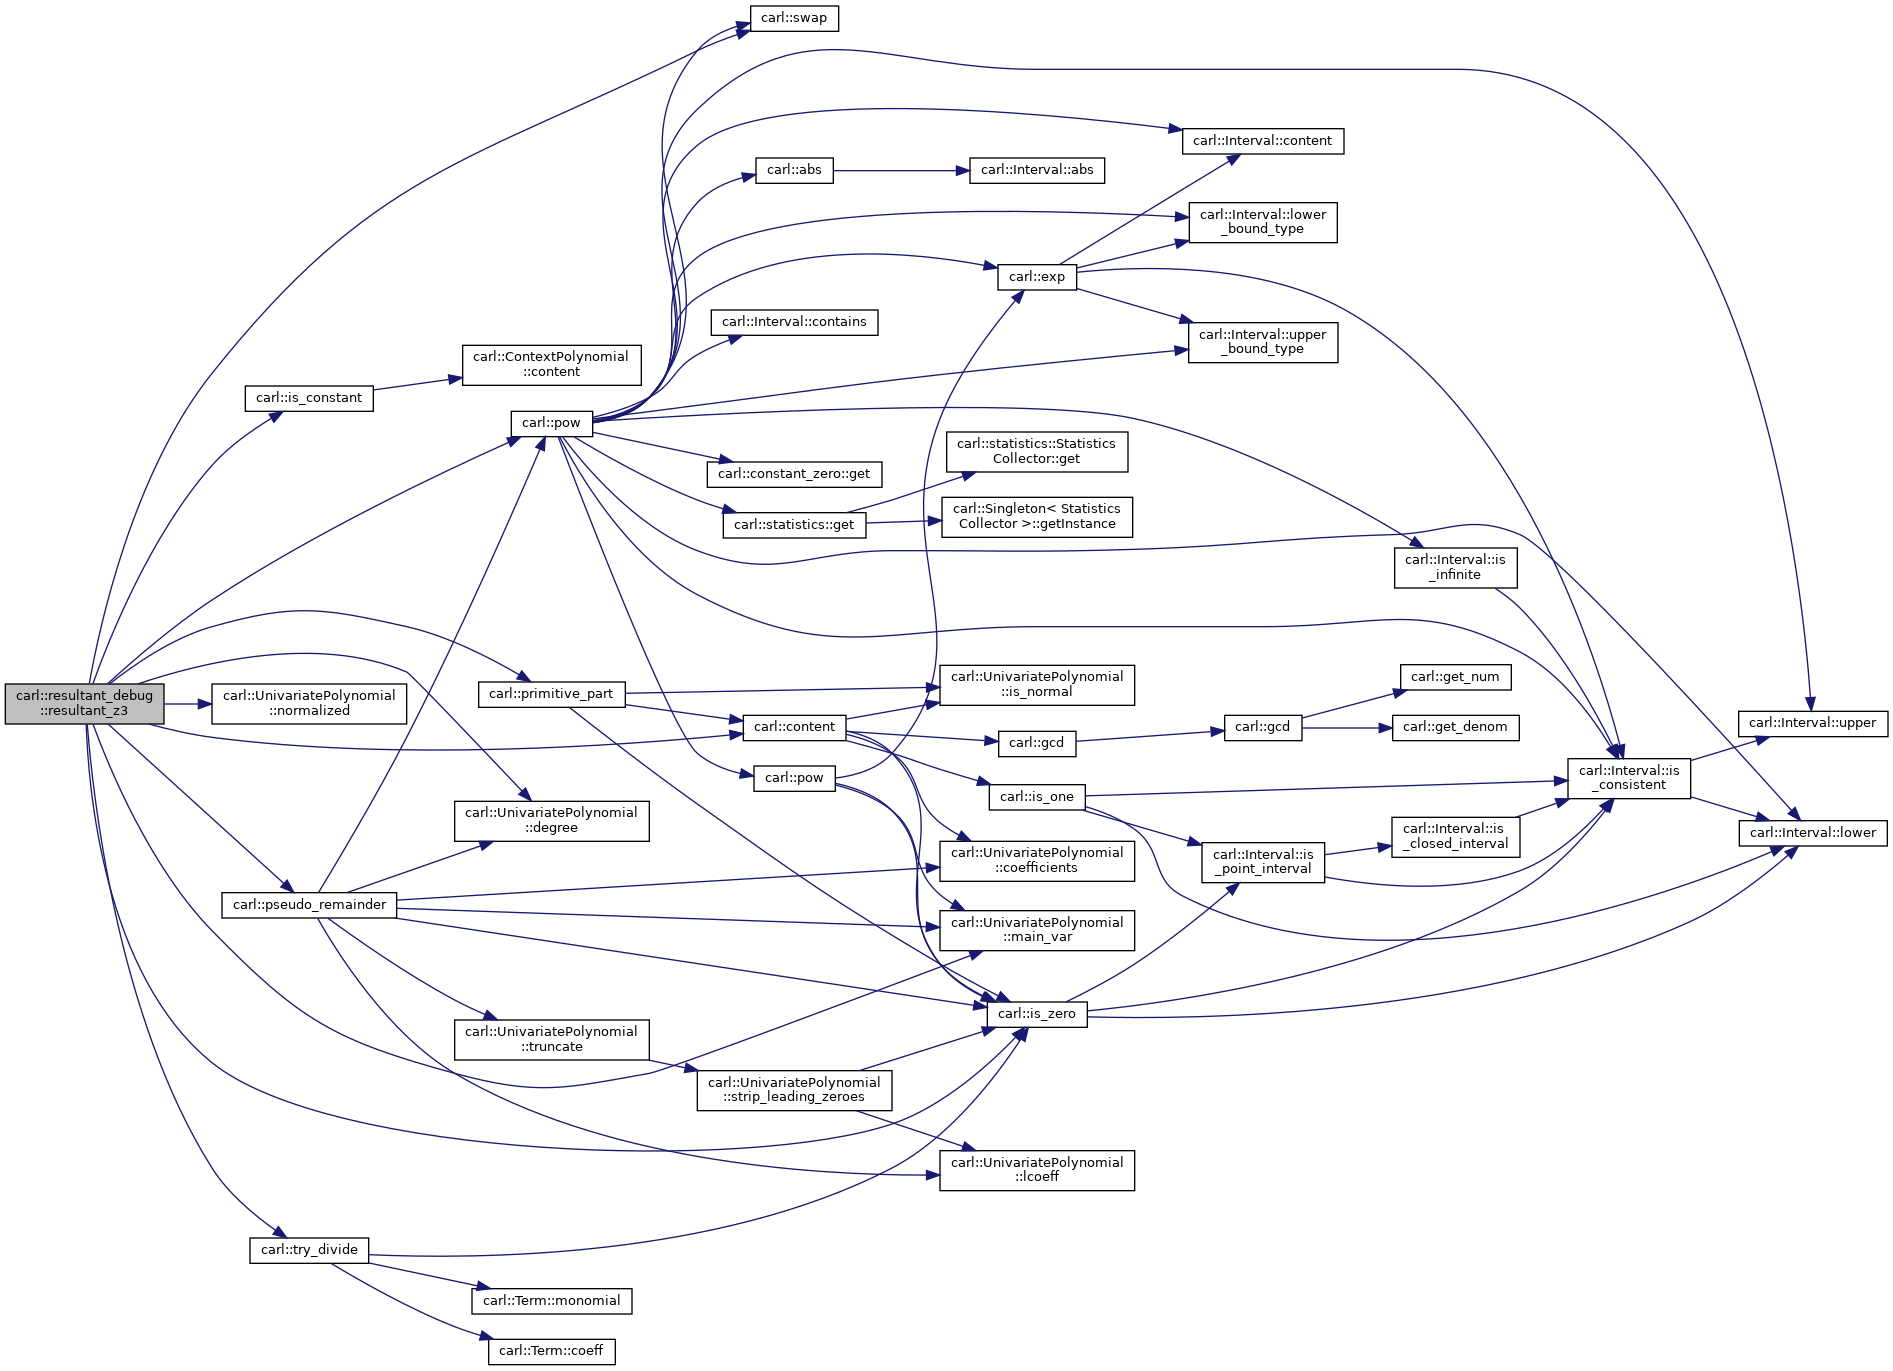 carl::swap
carl::Interval::content
carl::abs
carl::Interval::abs
carl::Interval::lower
_bound_type
carl::exp
carl::Interval::contains
carl::Interval::upper
_bound_type
carl::ContextPolynomial
::content
carl::is_constant
carl::pow
carl::statistics::Statistics
Collector::get
carl::constant_zero::get
carl::Singleton< Statistics
Collector >::getInstance
carl::statistics::get
carl::Interval::is
_infinite
carl::UnivariatePolynomial
::is_normal
carl::get_num
carl::resultant_debug
::resultant_z3
carl::UnivariatePolynomial
::normalized
carl::primitive_part
carl::content
carl::gcd
carl::gcd
carl::get_denom
carl::Interval::upper
carl::pow
carl::is_one
carl::Interval::is
_consistent
carl::UnivariatePolynomial
::degree
carl::Interval::is
_closed_interval
carl::Interval::lower
carl::UnivariatePolynomial
::coefficients
carl::Interval::is
_point_interval
carl::pseudo_remainder
carl::UnivariatePolynomial
::main_var
carl::is_zero
carl::UnivariatePolynomial
::truncate
carl::UnivariatePolynomial
::strip_leading_zeroes
carl::UnivariatePolynomial
::lcoeff
carl::try_divide
carl::Term::monomial
carl::Term::coeff